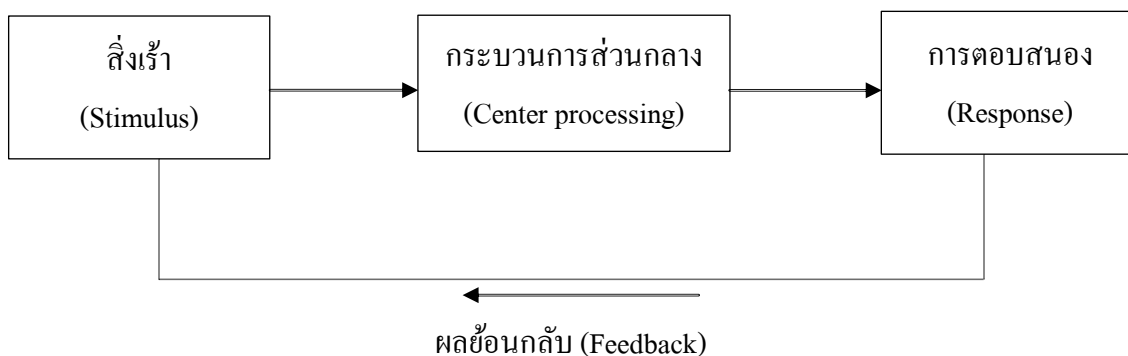 สิ่งเร้า
(Stimulus)
กระบวนการส่วนกลาง
(Center processing)
การตอบสนอง
(Response)
ผลย้อนกลับ (Feedback)